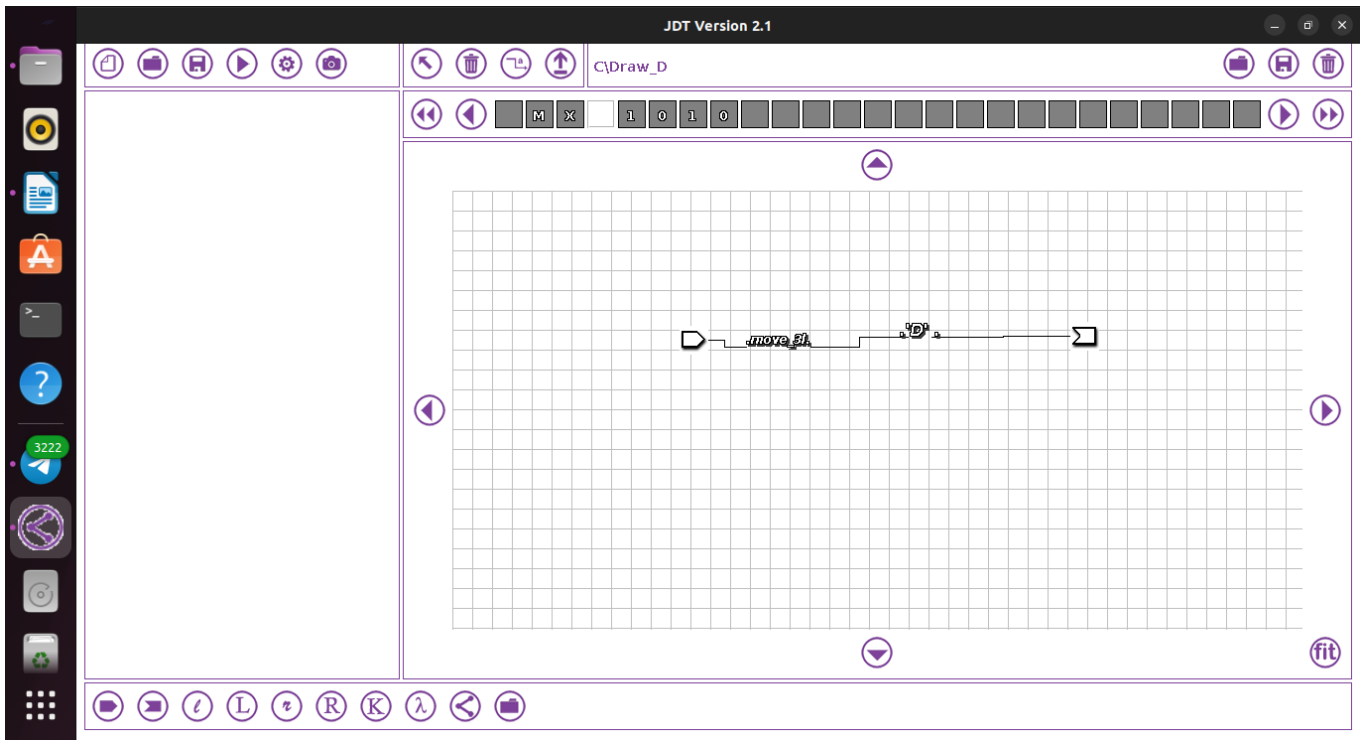 JDT Version 2.1
C\Draw_D
M X 1 0 1 0
.move_3l.
.'D' .
3222
fit
l L r R K λ